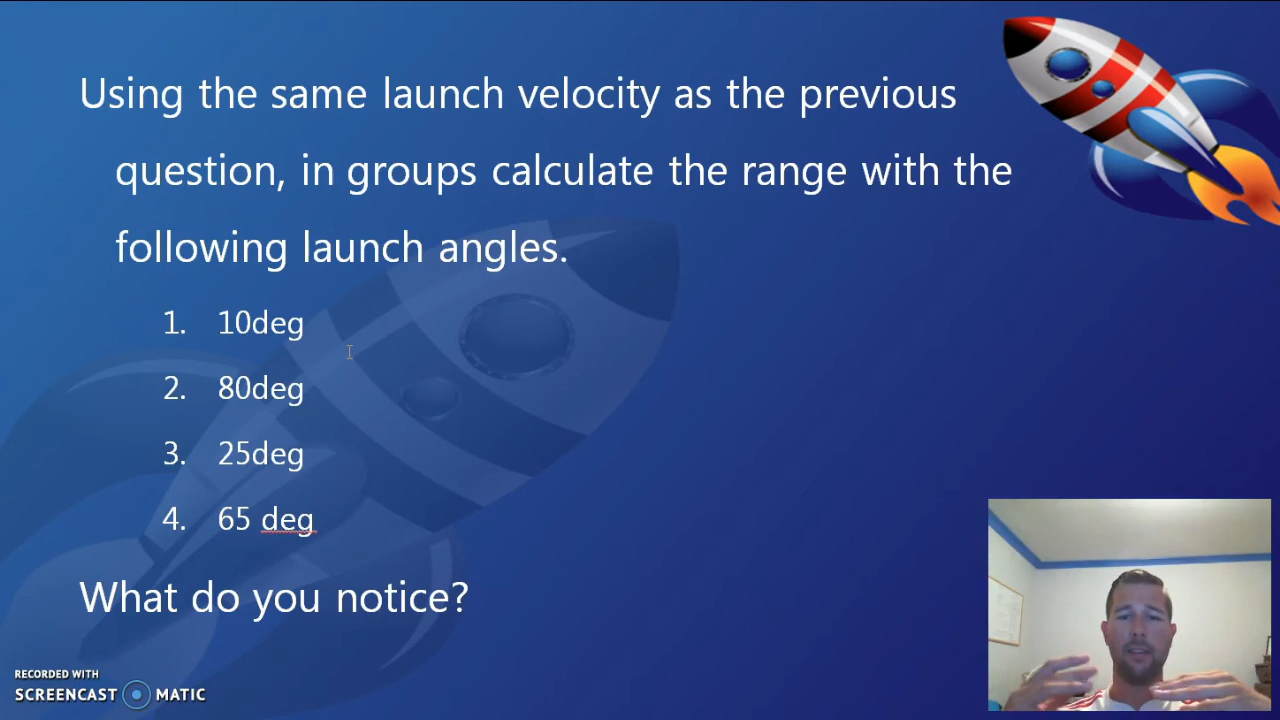 Using the same launch velocity as the previous
question, in groups calculate the range with the
following launch angles.
1. 10deg
2. 80deg
3. 25deg
4. 65 deg
What do you notice?
RECORDED WITH
SCREENCAST MATIC